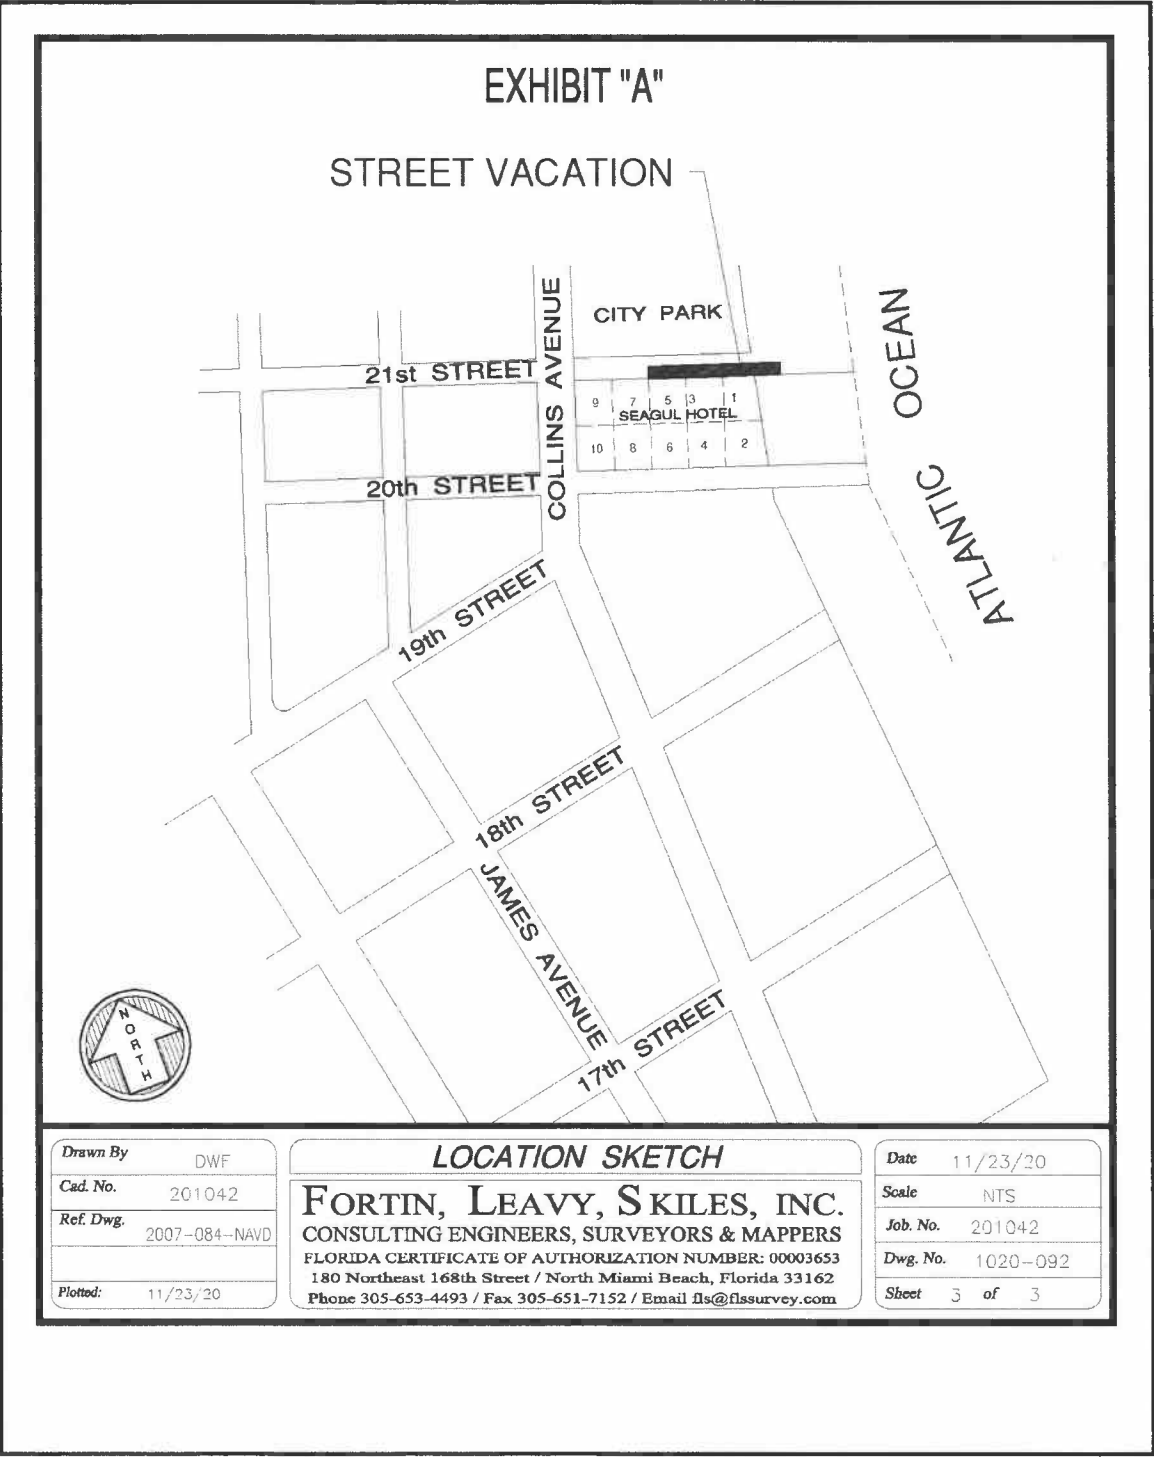 EXHIBIT "A"
STREET VACATION
CITY PARK
COLLINS AVENUE
ATLANTIC OCEAN
21st STREET
9 7 5 3 1
SEAGUL HOTEL
10 8 6 4 2
20th STREET
19th STREET
18th STREET
JAMES AVENUE
17th STREET
NORTH
Drawn By DWF
Cad. No. 201042
Ref. Dwg. 2007-084-NAVD
Plotted: 11/23/20
LOCATION SKETCH
FORTIN, LEAVY, SKILES, INC.
CONSULTING ENGINEERS, SURVEYORS & MAPPERS
FLORIDA CERTIFICATE OF AUTHORIZATION NUMBER: 00003653
180 Northeast 168th Street / North Miami Beach, Florida 33162
Phone 305-653-4493 / Fax 305-651-7152 / Email fls@flssurvey.com
Date 11/23/20
Scale NTS
Job. No. 201042
Dwg. No. 1020-092
Sheet 3 of 3